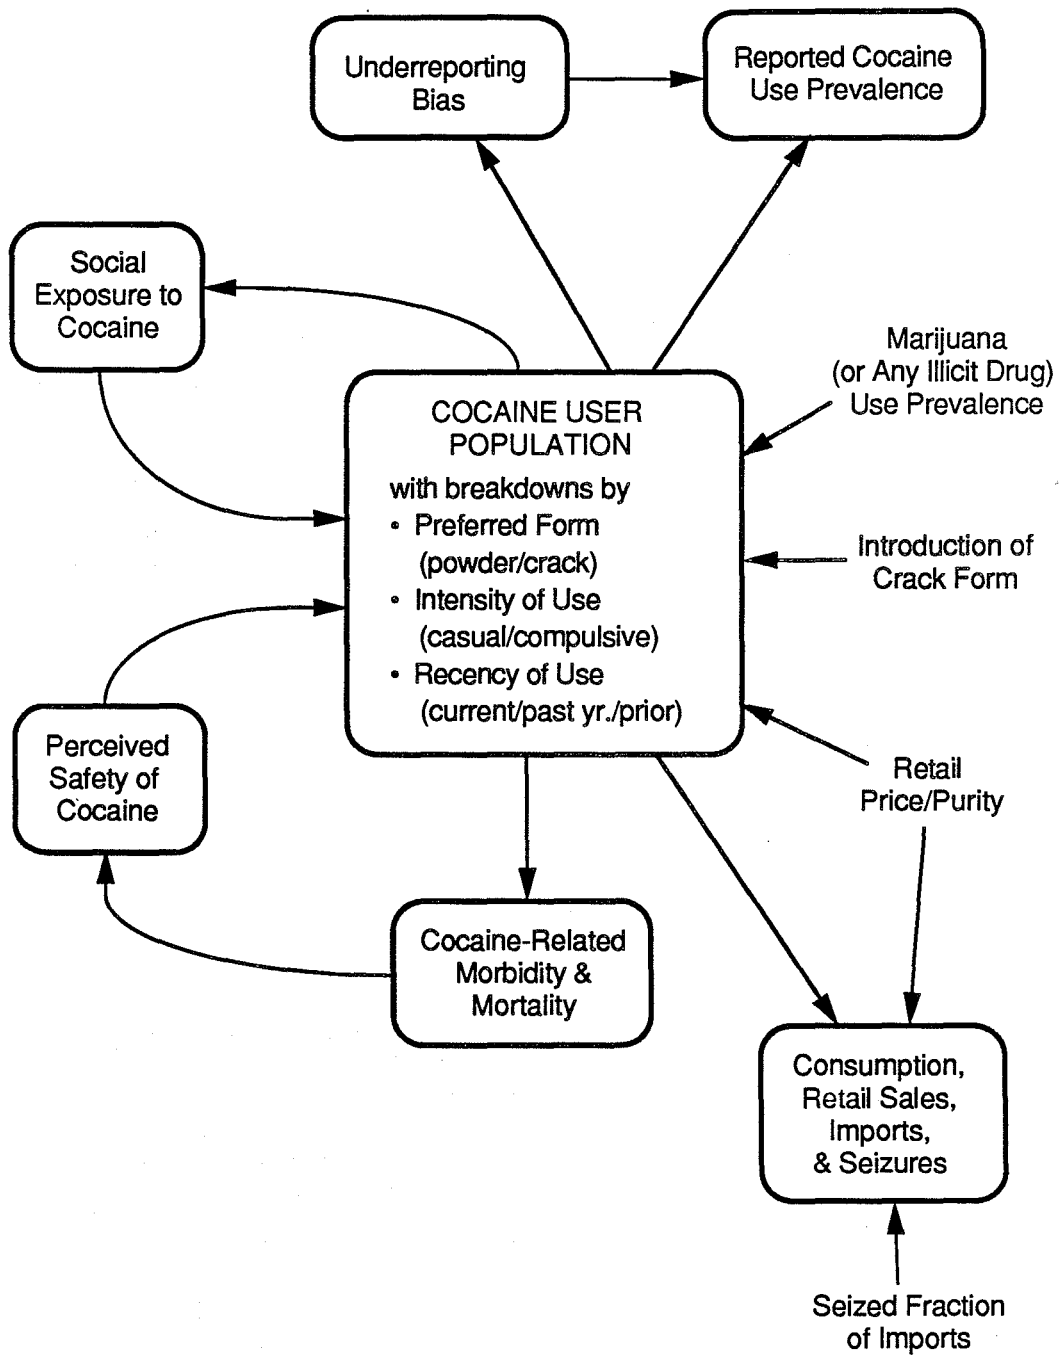 Underreporting
Bias
Reported Cocaine
Use Prevalence
Social
Exposure to
Cocaine
Marijuana
(or Any Illicit Drug)
Use Prevalence
COCAINE USER
POPULATION
with breakdowns by
• Preferred Form
(powder/crack)
• Intensity of Use
(casual/compulsive)
• Recency of Use
(current/past yr./prior)
Introduction of
Crack Form
Perceived
Safety of
Cocaine
Retail
Price/Purity
Cocaine-Related
Morbidity &
Mortality
Consumption,
Retail Sales,
Imports,
& Seizures
Seized Fraction
of Imports